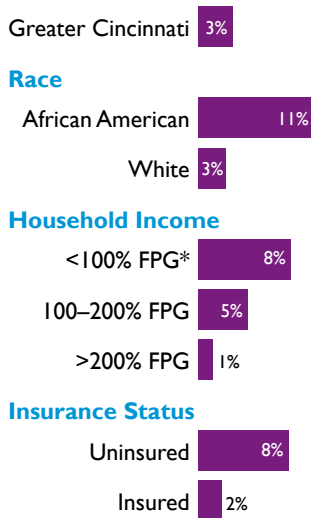 Greater Cincinnati 3%
Race
African American 11%
White 3%
Household Income
<100% FPG* 8%
100–200% FPG 5%
>200% FPG 1%
Insurance Status
Uninsured 8%
Insured 2%